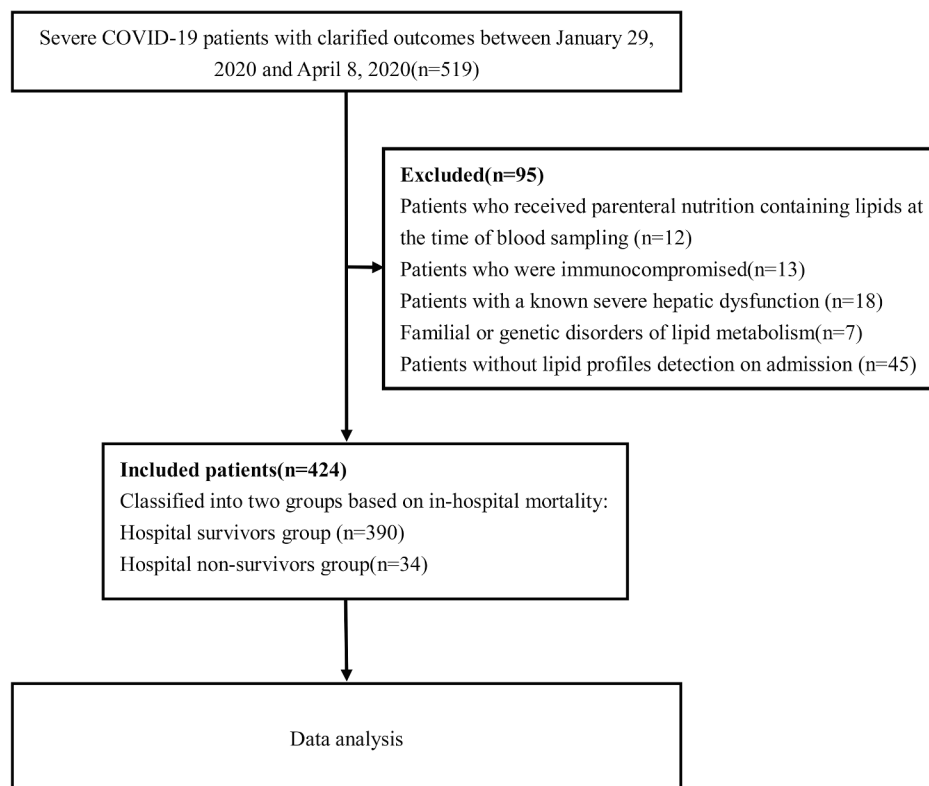 Severe COVID-19 patients with clarified outcomes between January 29,
2020 and April 8, 2020(n=519)
Excluded(n=95)
Patients who received parenteral nutrition containing lipids at
the time of blood sampling (n=12)
Patients who were immunocompromised(n=13)
Patients with a known severe hepatic dysfunction (n=18)
Familial or genetic disorders of lipid metabolism(n=7)
Patients without lipid profiles detection on admission (n=45)
Included patients(n=424)
Classified into two groups based on in-hospital mortality:
Hospital survivors group (n=390)
Hospital non-survivors group(n=34)
Data analysis